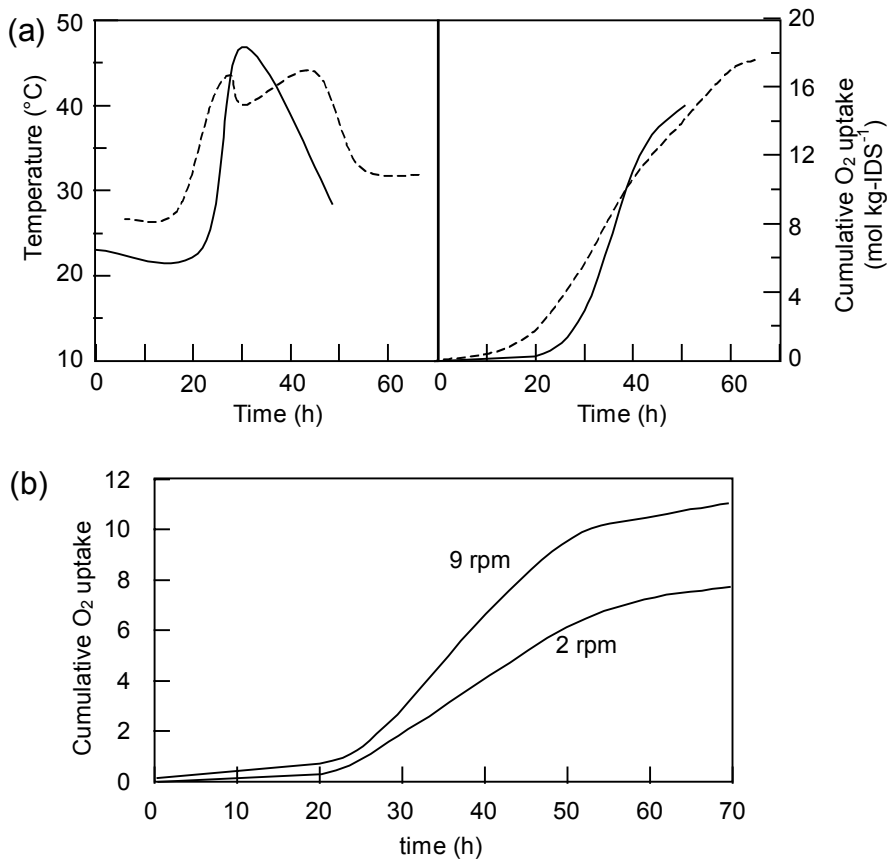 (a)
Temperature (°C)
50
40
30
20
10
0 20 40 60
Time (h)
0 20 40 60
Time (h)
20
16
12
8
4
0
Cumulative O₂ uptake
(mol kg-IDS⁻¹)
(b)
Cumulative O₂ uptake
12
10
8
6
4
2
0
9 rpm
2 rpm
0 10 20 30 40 50 60 70
time (h)